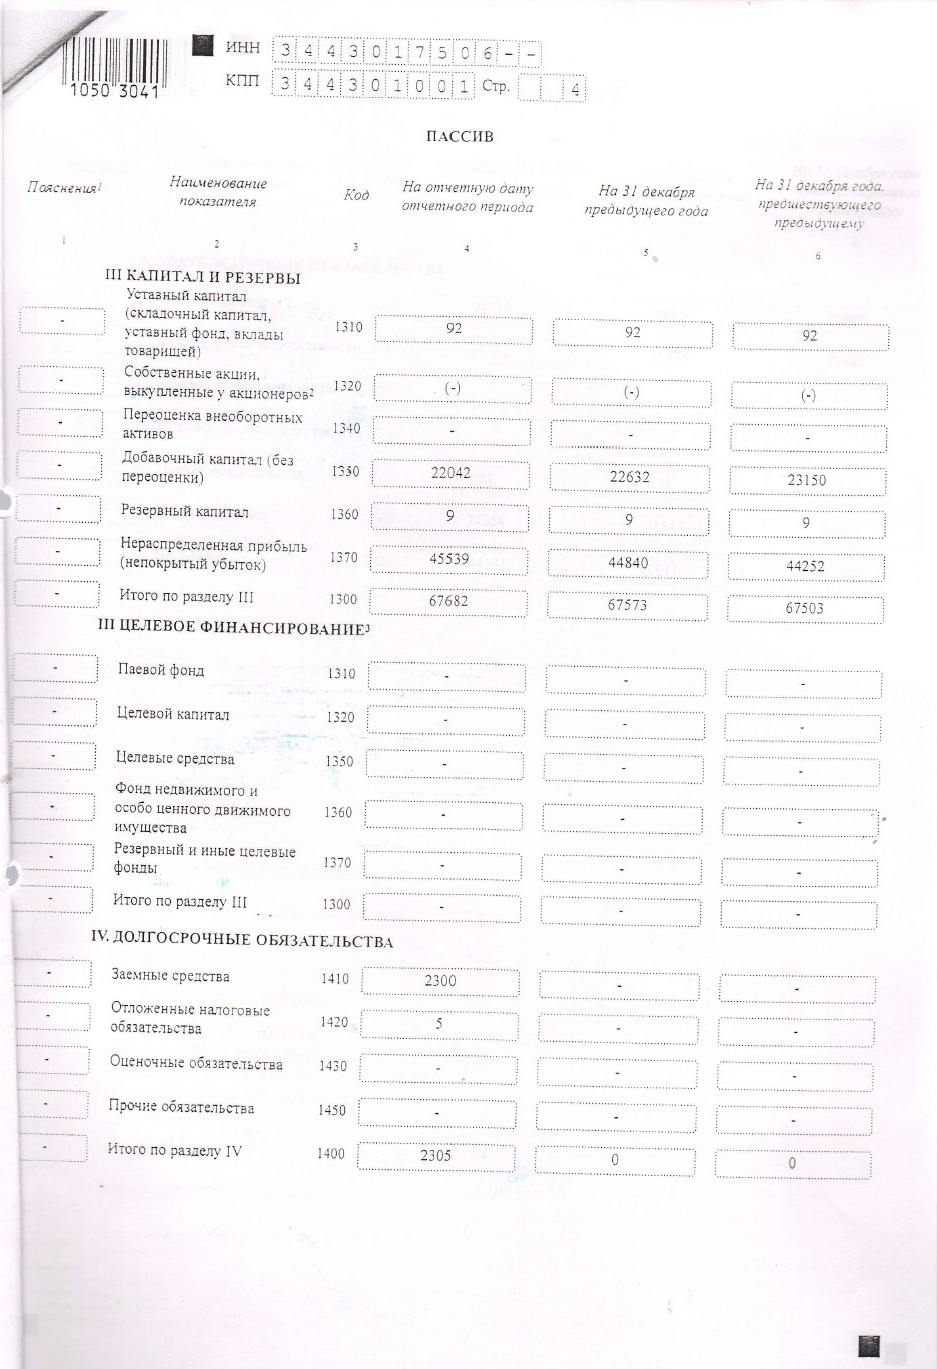 ИНН 3443017506--
КПП 344301001 Стр. 4
1050 3041
ПАССИВ
Пояснения¹ Наименование показателя Код На отчетную дату отчетного периода На 31 декабря предыдущего года На 31 декабря года, предшествующего предыдущему
1 2 3 4 5 6
III КАПИТАЛ И РЕЗЕРВЫ
Уставный капитал
(складочный капитал,
- уставный фонд, вклады 1310 92 92 92
товарищей)
Собственные акции,
- выкупленные у акционеров² 1320 (-) (-) (-)
Переоценка внеоборотных
- активов 1340 - - -
Добавочный капитал (без
- переоценки) 1350 22042 22632 23150
- Резервный капитал 1360 9 9 9
Нераспределенная прибыль
- (непокрытый убыток) 1370 45539 44840 44252
- Итого по разделу III 1300 67682 67573 67503
III ЦЕЛЕВОЕ ФИНАНСИРОВАНИЕ³
- Паевой фонд 1310 - - -
- Целевой капитал 1320 - - -
- Целевые средства 1350 - - -
Фонд недвижимого и
- особо ценного движимого 1360 - - -
имущества
Резервный и иные целевые
- фонды 1370 - - -
- Итого по разделу III 1300 - - -
IV. ДОЛГОСРОЧНЫЕ ОБЯЗАТЕЛЬСТВА
- Заемные средства 1410 2300 - -
Отложенные налоговые
- обязательства 1420 5 - -
- Оценочные обязательства 1430 - - -
- Прочие обязательства 1450 - - -
- Итого по разделу IV 1400 2305 0 0